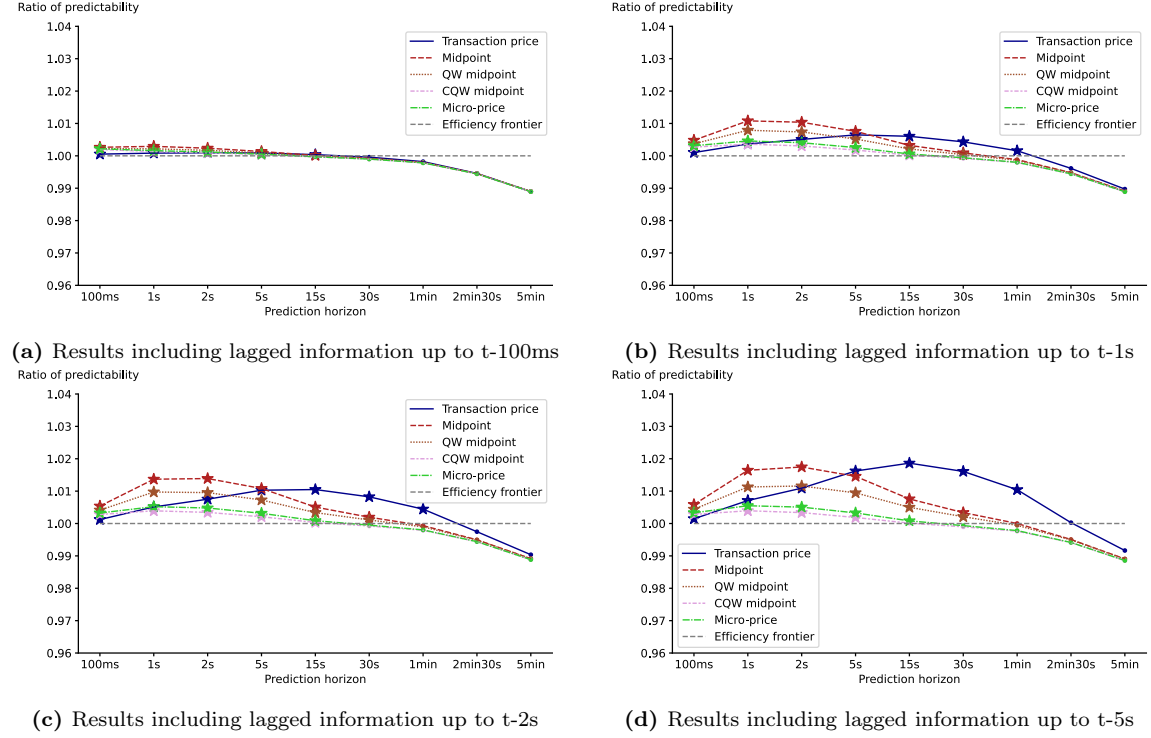 Ratio of predictability
1.04
1.03
1.02
1.01
1.00
0.99
0.98
0.97
0.96
100ms 1s 2s 5s 15s 30s 1min 2min30s 5min
Prediction horizon
Transaction price
Midpoint
QW midpoint
CQW midpoint
Micro-price
Efficiency frontier
(a) Results including lagged information up to t-100ms
Ratio of predictability
1.04
1.03
1.02
1.01
1.00
0.99
0.98
0.97
0.96
100ms 1s 2s 5s 15s 30s 1min 2min30s 5min
Prediction horizon
Transaction price
Midpoint
QW midpoint
CQW midpoint
Micro-price
Efficiency frontier
(b) Results including lagged information up to t-1s
Ratio of predictability
1.04
1.03
1.02
1.01
1.00
0.99
0.98
0.97
0.96
100ms 1s 2s 5s 15s 30s 1min 2min30s 5min
Prediction horizon
Transaction price
Midpoint
QW midpoint
CQW midpoint
Micro-price
Efficiency frontier
(c) Results including lagged information up to t-2s
Ratio of predictability
1.04
1.03
1.02
1.01
1.00
0.99
0.98
0.97
0.96
100ms 1s 2s 5s 15s 30s 1min 2min30s 5min
Prediction horizon
Transaction price
Midpoint
QW midpoint
CQW midpoint
Micro-price
Efficiency frontier
(d) Results including lagged information up to t-5s